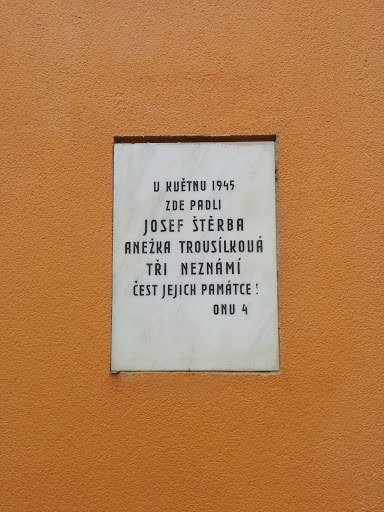 V KVĚTNU 1945
ZDE PADLI
JOSEF ŠTĚRBA
ANEŽKA TROUSÍLKOVÁ
TŘI NEZNÁMÍ
ČEST JEJICH PAMÁTCE!
ONV 4